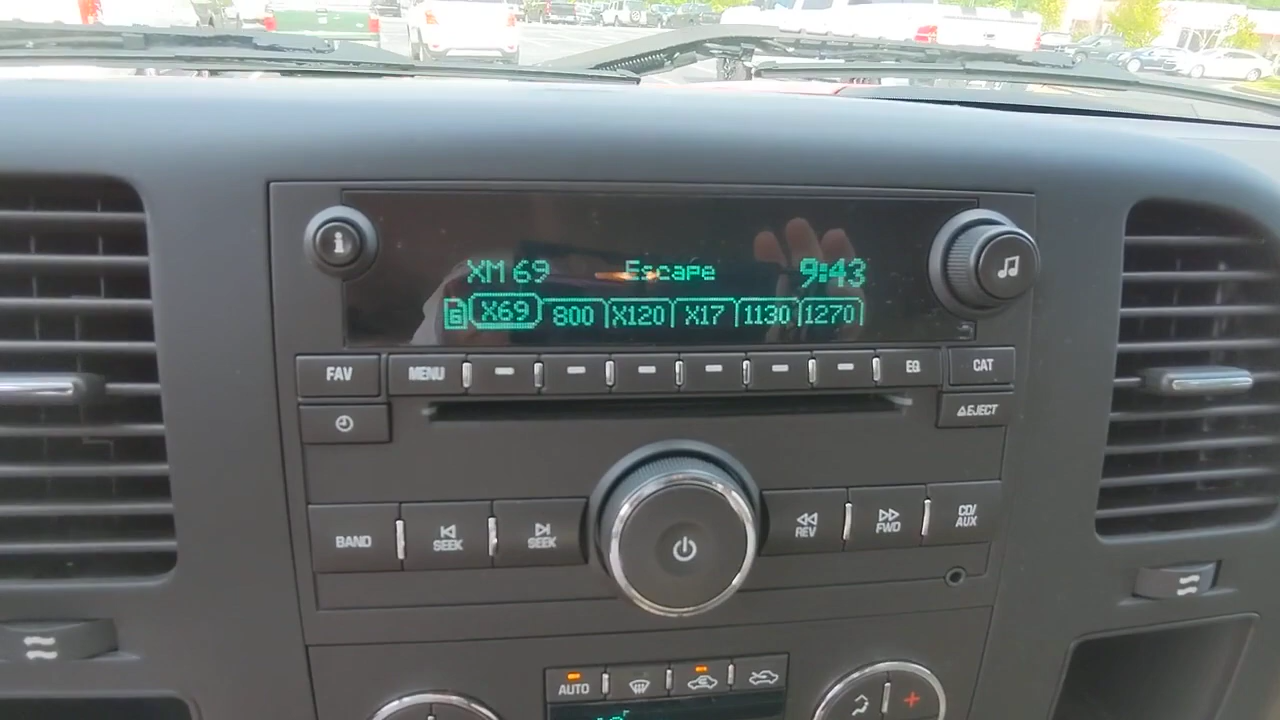 XM 69 Escape 9:43
6 X69 800 X120 X17 1130 1270
FAV MENU EQ CAT
EJECT
BAND SEEK SEEK REV FWD CD/AUX
AUTO